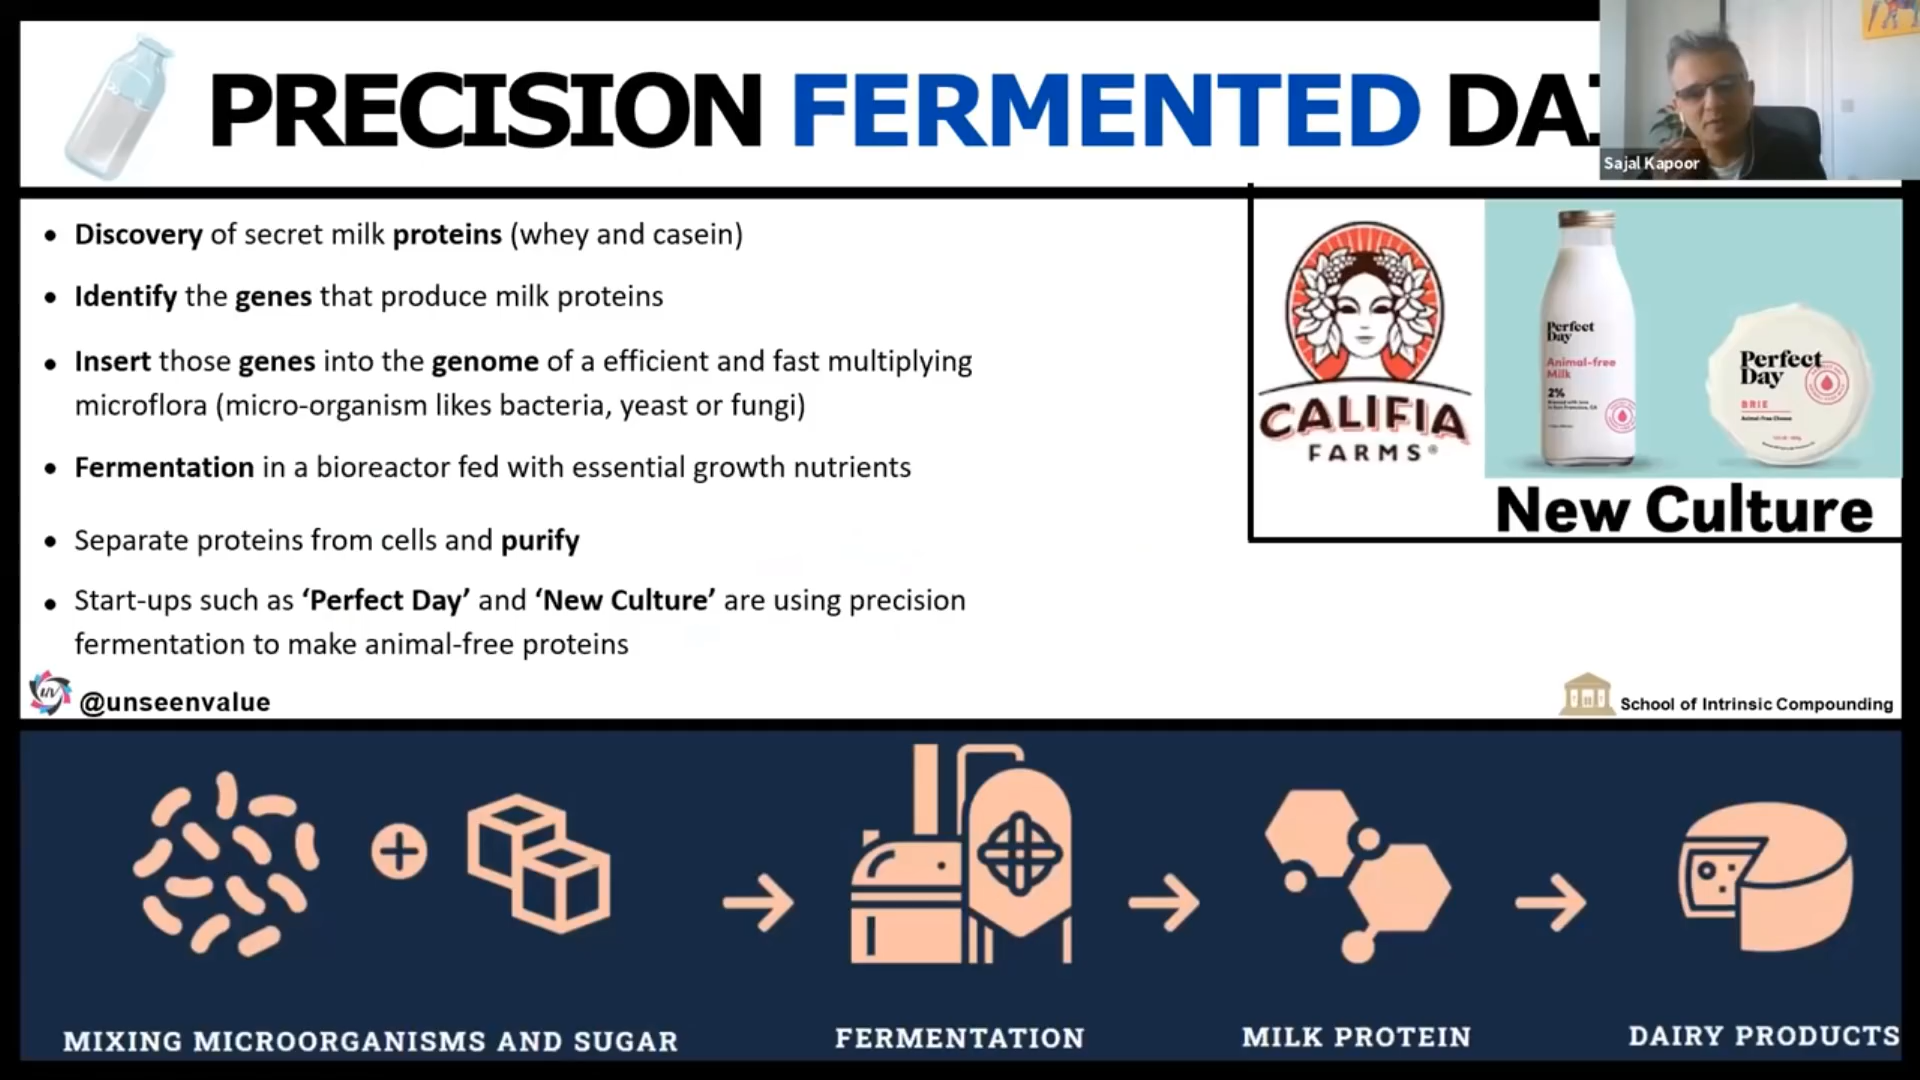 PRECISION FERMENTED DAI
Sajal Kapoor
• Discovery of secret milk proteins (whey and casein)
• Identify the genes that produce milk proteins
• Insert those genes into the genome of a efficient and fast multiplying
microflora (micro-organism likes bacteria, yeast or fungi)
• Fermentation in a bioreactor fed with essential growth nutrients
• Separate proteins from cells and purify
• Start-ups such as ‘Perfect Day’ and ‘New Culture’ are using precision
fermentation to make animal-free proteins
CALIFIA
FARMS®
Perfect
Day
Animal-free
Milk
2%
Perfect
Day
BRIE
Animal-Free Cheese
New Culture
UV
@unseenvalue
School of Intrinsic Compounding
MIXING MICROORGANISMS AND SUGAR
FERMENTATION
MILK PROTEIN
DAIRY PRODUCTS